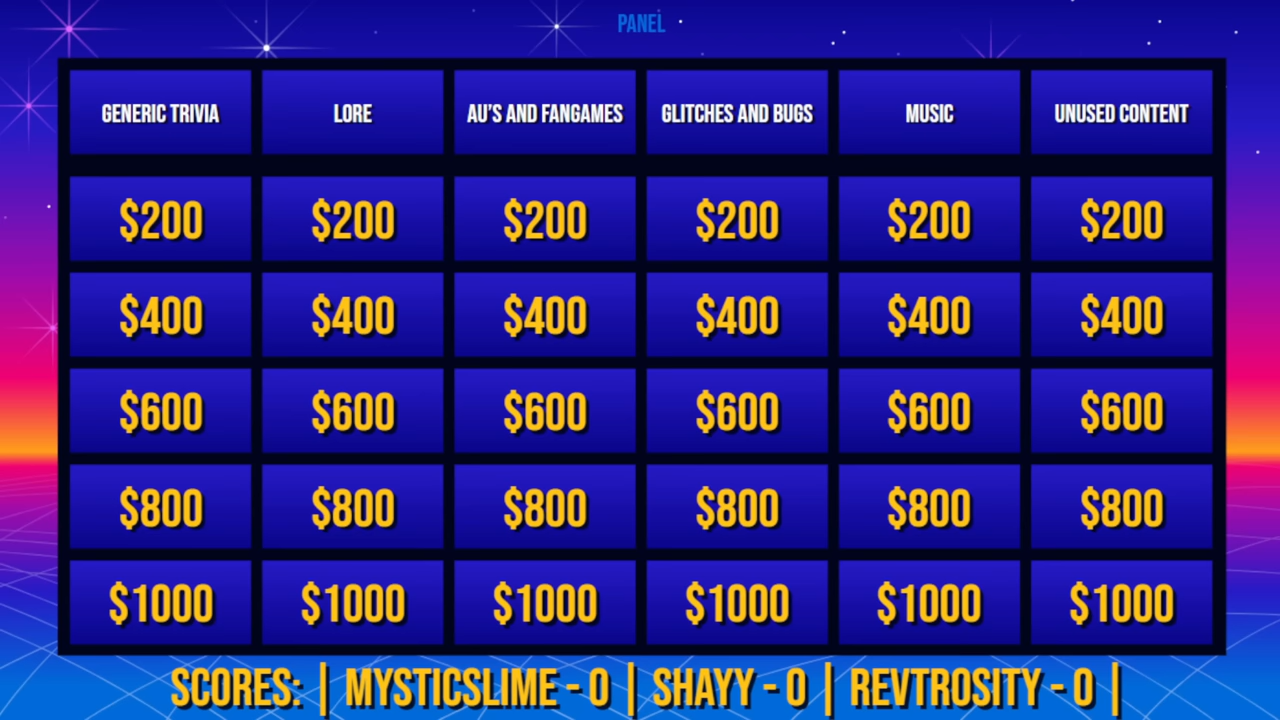 PANEL
GENERIC TRIVIA LORE AU'S AND FANGAMES GLITCHES AND BUGS MUSIC UNUSED CONTENT
$200 $200 $200 $200 $200 $200
$400 $400 $400 $400 $400 $400
$600 $600 $600 $600 $600 $600
$800 $800 $800 $800 $800 $800
$1000 $1000 $1000 $1000 $1000 $1000
SCORES: | MYSTICSLIME - 0 | SHAYY - 0 | REVTROSITY - 0 |